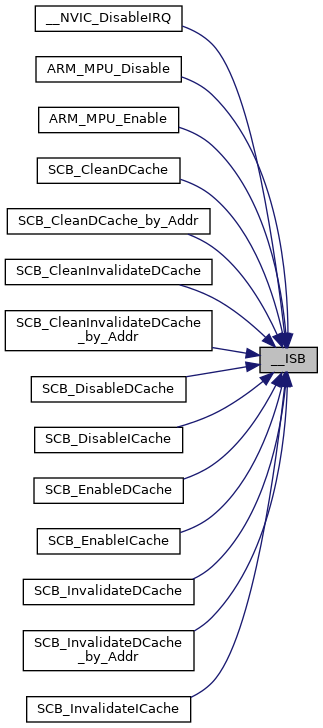 __NVIC_DisableIRQ
ARM_MPU_Disable
ARM_MPU_Enable
SCB_CleanDCache
SCB_CleanDCache_by_Addr
SCB_CleanInvalidateDCache
SCB_CleanInvalidateDCache
_by_Addr
__ISB
SCB_DisableDCache
SCB_DisableICache
SCB_EnableDCache
SCB_EnableICache
SCB_InvalidateDCache
SCB_InvalidateDCache
_by_Addr
SCB_InvalidateICache